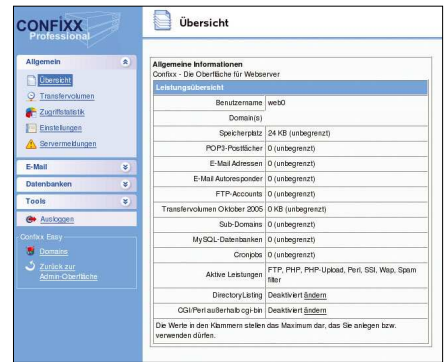 CONFIXX
Professional
Übersicht
Allgemein
Übersicht
Transfervolumen
Zugriffstatistik
Einstellungen
Servermeldungen
E-Mail
Datenbanken
Tools
Ausloggen
Confixx Easy
Domains
Zurück zur
Admin-Oberfläche
Allgemeine Informationen
Confixx - Die Oberfläche für Webserver
Leistungsübersicht
Benutzername web0
Domain(s)
Speicherplatz 24 KB (unbegrenzt)
POP3-Postfächer 0 (unbegrenzt)
E-Mail Adressen 0 (unbegrenzt)
E-Mail Autoresponder 0 (unbegrenzt)
FTP-Accounts 0 (unbegrenzt)
Transfervolumen Oktober 2005 0 KB (unbegrenzt)
Sub-Domains 0 (unbegrenzt)
MySQL-Datenbanken 0 (unbegrenzt)
Cronjobs 0 (unbegrenzt)
Aktive Leistungen FTP, PHP, PHP-Upload, Perl, SSI, Wap, Spam
filter
DirectoryListing Deaktiviert ändern
CGI/Perl außerhalb cgi-bin Deaktiviert ändern
Die Werte in den Klammern stellen das Maximum dar, das Sie anlegen bzw.
verwenden dürfen.